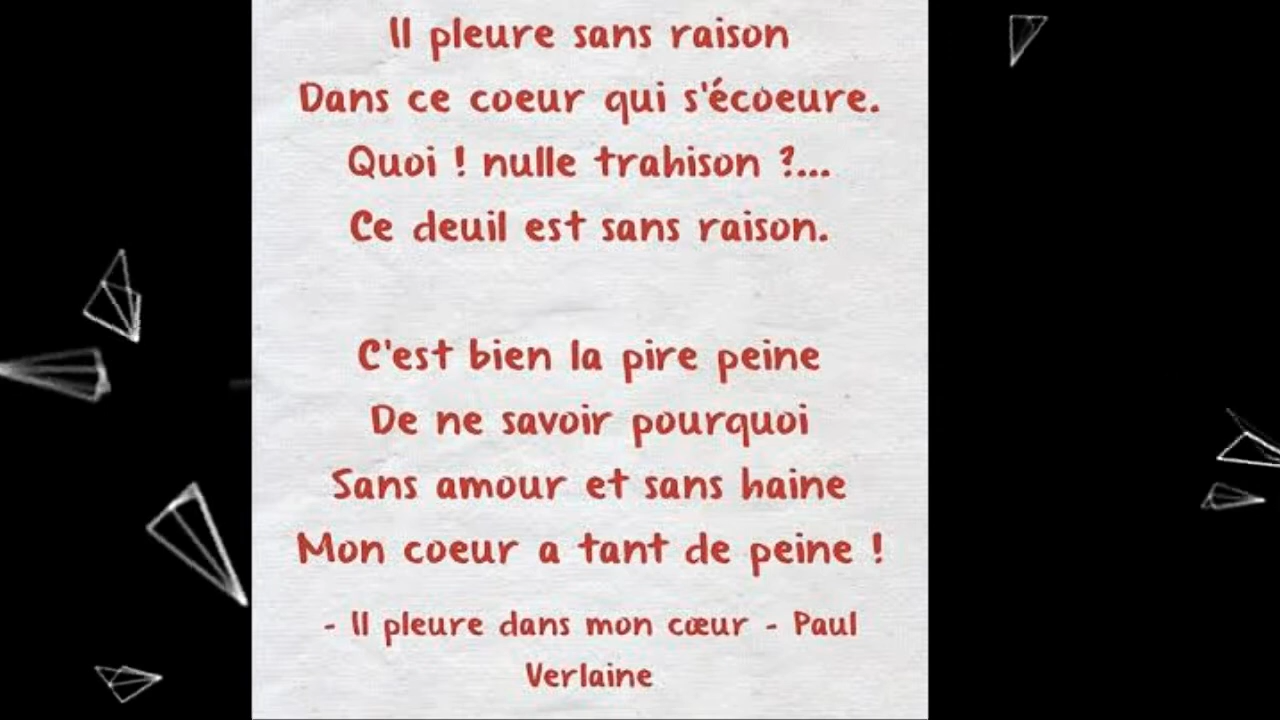 Il pleure sans raison
Dans ce coeur qui s'écoeure.
Quoi ! nulle trahison ?...
Ce deuil est sans raison.
C'est bien la pire peine
De ne savoir pourquoi
Sans amour et sans haine
Mon coeur a tant de peine !
- Il pleure dans mon cœur - Paul
Verlaine